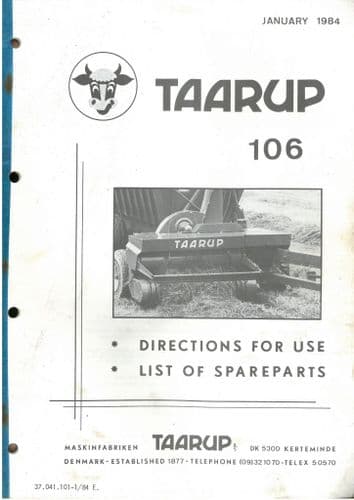 JANUARY 1984
TAARUP
106
TAARUP
* DIRECTIONS FOR USE
* LIST OF SPAREPARTS
MASKINFABRIKEN TAARUP A/S DK 5300 KERTEMINDE
DENMARK-ESTABLISHED 1877-TELEPHONE (09)321070-TELEX 50570
37.041.101-1/84 E.